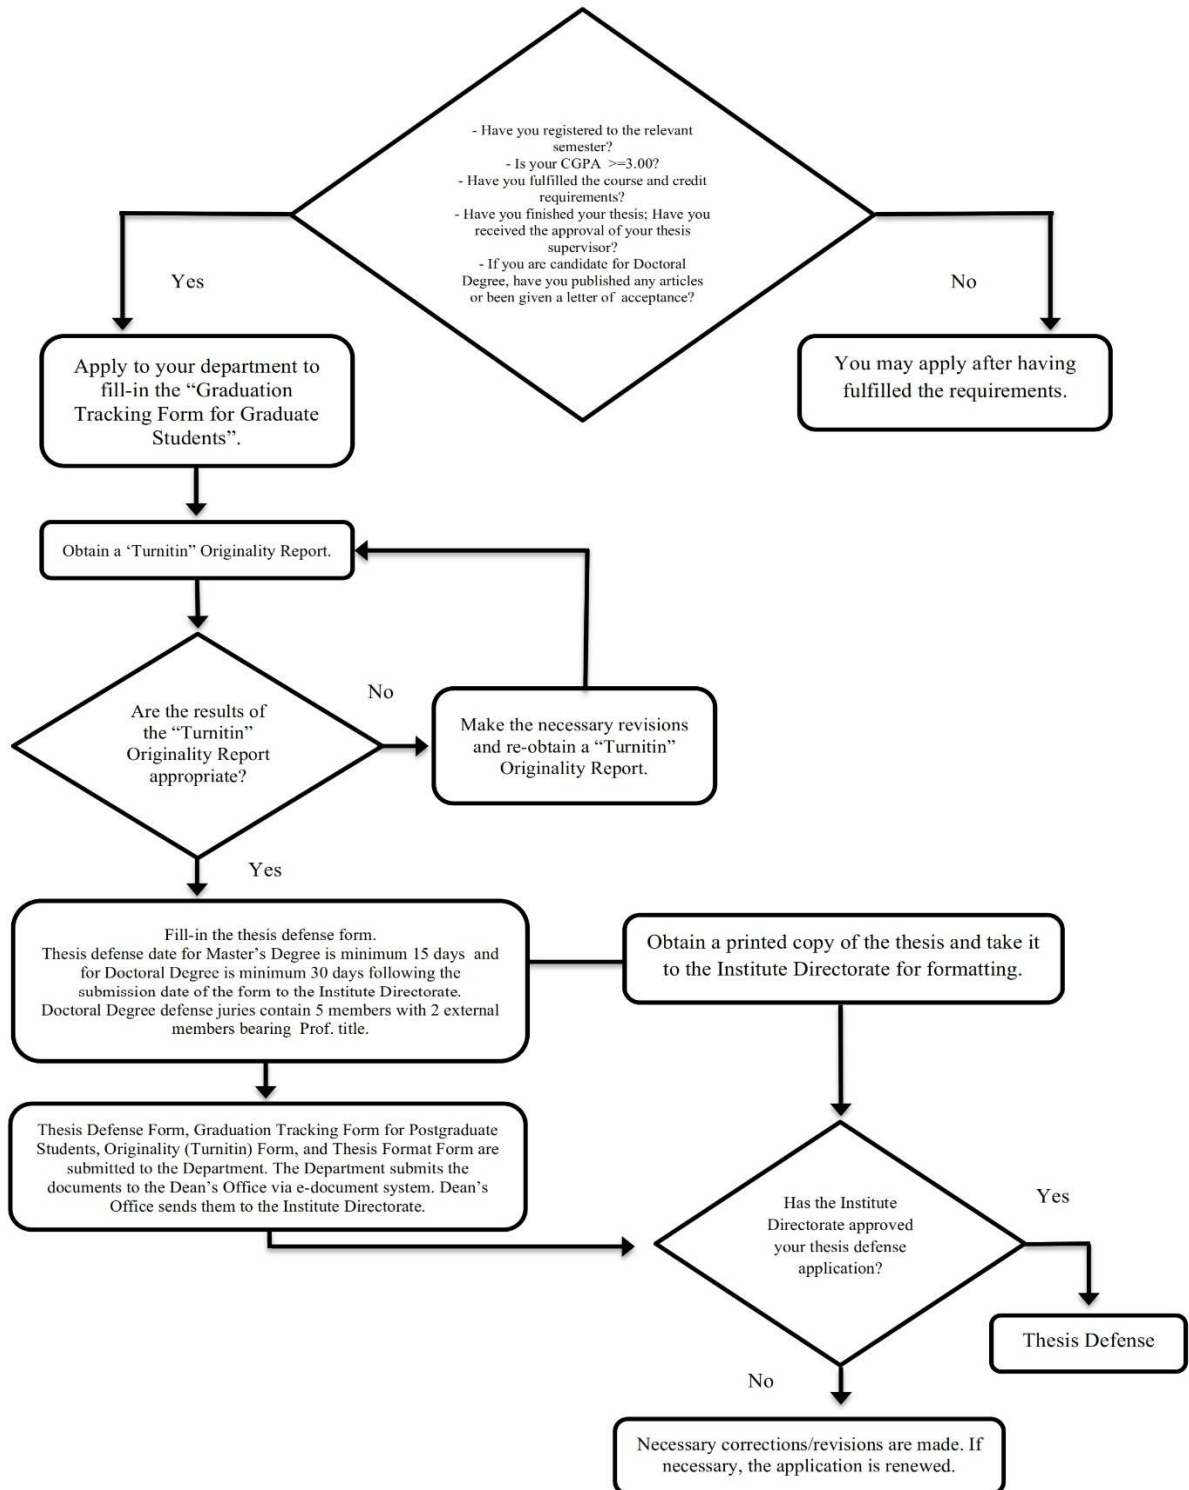 - Have you registered to the relevant
semester?
- Is your CGPA >=3.00?
- Have you fulfilled the course and credit
requirements?
- Have you finished your thesis; Have you
received the approval of your thesis
supervisor?
- If you are candidate for Doctoral
Degree, have you published any articles
or been given a letter of acceptance?
Yes
No
Apply to your department to
fill-in the “Graduation
Tracking Form for Graduate
Students”.
You may apply after having
fulfilled the requirements.
Obtain a ‘Turnitin” Originality Report.
Are the results of
the “Turnitin”
Originality Report
appropriate?
No
Make the necessary revisions
and re-obtain a “Turnitin”
Originality Report.
Yes
Fill-in the thesis defense form.
Thesis defense date for Master’s Degree is minimum 15 days and
for Doctoral Degree is minimum 30 days following the
submission date of the form to the Institute Directorate.
Doctoral Degree defense juries contain 5 members with 2 external
members bearing Prof. title.
Obtain a printed copy of the thesis and take it
to the Institute Directorate for formatting.
Thesis Defense Form, Graduation Tracking Form for Postgraduate
Students, Originality (Turnitin) Form, and Thesis Format Form are
submitted to the Department. The Department submits the
documents to the Dean’s Office via e-document system. Dean’s
Office sends them to the Institute Directorate.
Has the Institute
Directorate approved
your thesis defense
application?
Yes
Thesis Defense
No
Necessary corrections/revisions are made. If
necessary, the application is renewed.